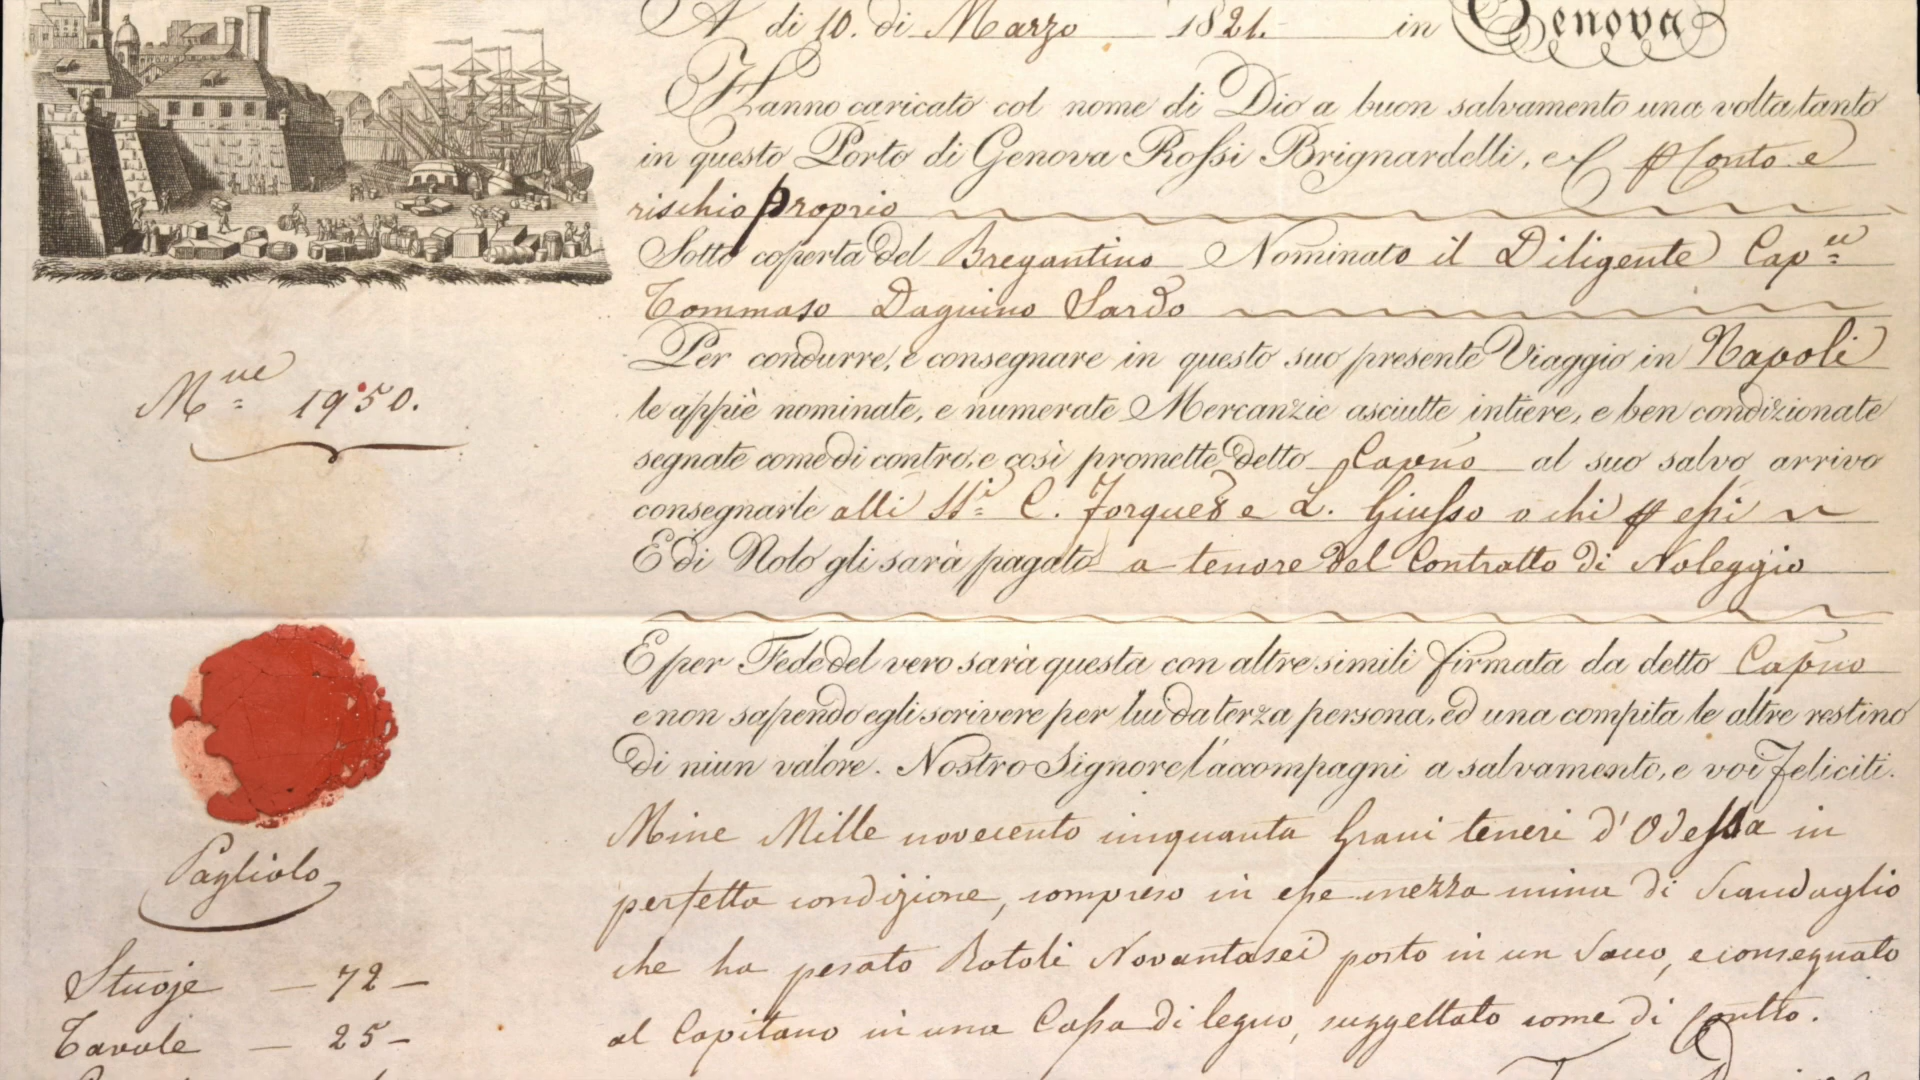 A di 10. di Marzo 1821. in Genova
Hanno caricato col nome di Dio a buon salvamento una volta tanto
in questo Porto di Genova Rossi Brignardelli, e C. Conto e
rischio proprio
Sotto coperta del Bregantino Nominato il Diligente Cap.
Tommaso Daquino Sardo
Per condurre, e consegnare in questo suo presente Viaggio in Napoli
le appiè nominate, e numerate Mercanzie asciutte intiere, e ben condizionate
segnate come di contro, e così promette detto Capno al suo salvo arrivo
consegnarle alli SS.ri C. Forquet e L. Giusso o chi p essi
E di Nolo gli sarà pagato a tenore del Contratto di Noleggio
E per Fede del vero sarà questa con altre simili firmata da detto Capno
e non sapendo egli scrivere per lui da terza persona, ed una compita le altre restino
di niun valore. Nostro Signore l'accompagni a salvamento, e voi feliciti.
Mine Mille novecento cinquanta Grani teneri d'Odessa in
perfetta condizione, compreso in esse mezza mina di Scandaglio
che ha pesato Rotoli Novantasei posto in un Sacco, e consegnato
al Capitano in una Cassa di legno, suggellato come di contro.
M.ne 1950.
Pagliolo
Stuoje — 72 —
Tavole — 25 —